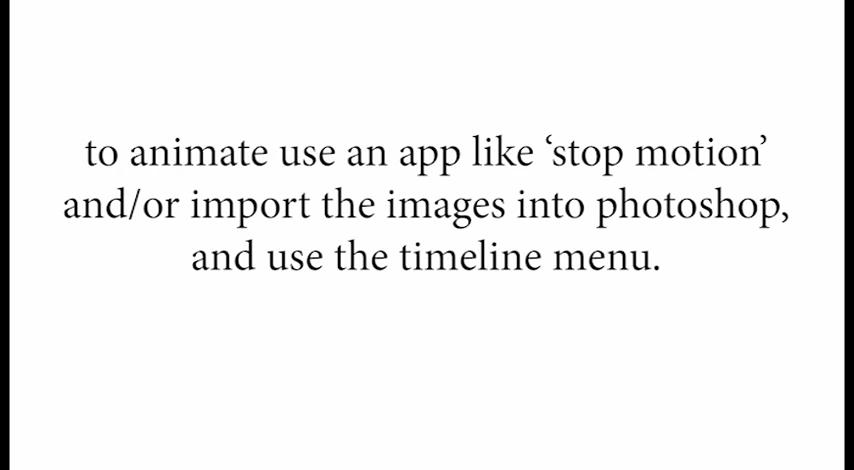 to animate use an app like ‘stop motion’
and/or import the images into photoshop,
and use the timeline menu.